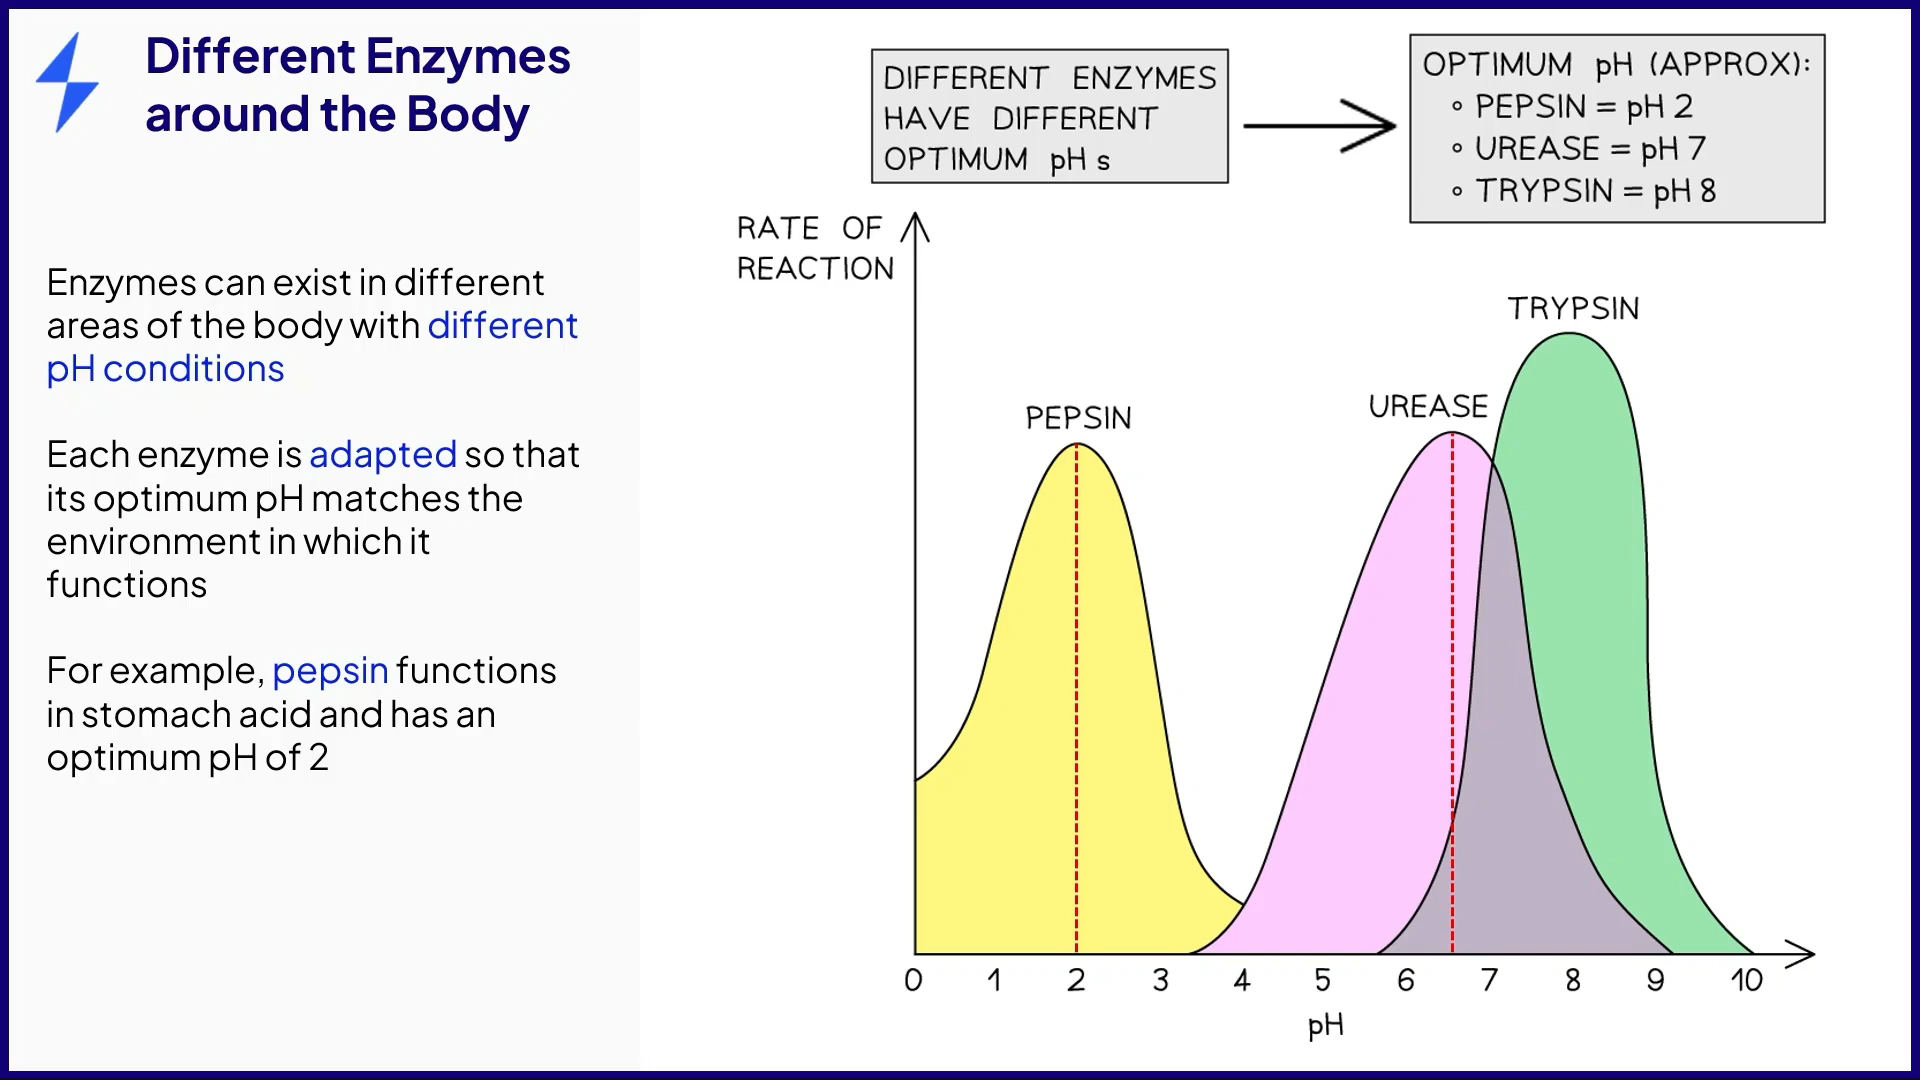 Different Enzymes
around the Body
Enzymes can exist in different
areas of the body with different
pH conditions
Each enzyme is adapted so that
its optimum pH matches the
environment in which it
functions
For example, pepsin functions
in stomach acid and has an
optimum pH of 2
DIFFERENT ENZYMES
HAVE DIFFERENT
OPTIMUM pH s
OPTIMUM pH (APPROX):
∘ PEPSIN = pH 2
∘ UREASE = pH 7
∘ TRYPSIN = pH 8
RATE OF
REACTION
TRYPSIN
UREASE
PEPSIN
0 1 2 3 4 5 6 7 8 9 10
pH